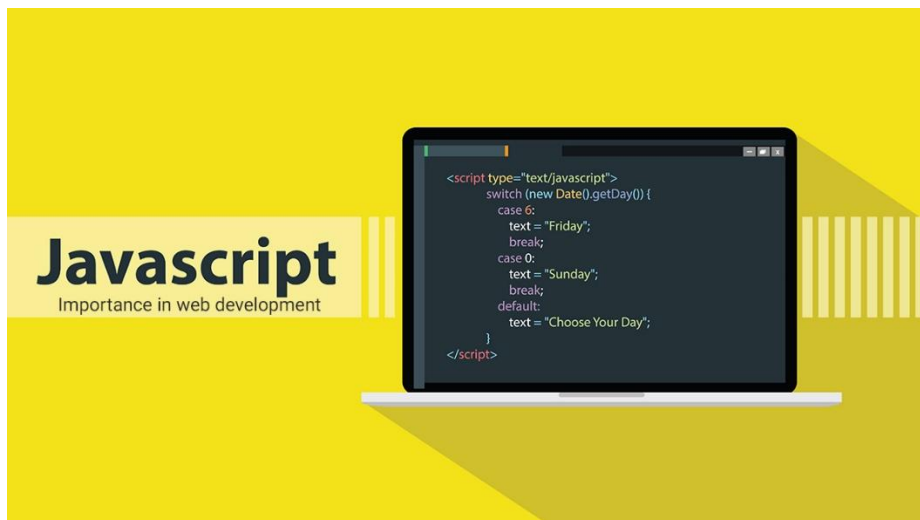 Javascript
Importance in web development
<script type="text/javascript">
switch (new Date().getDay()) {
case 6:
text = "Friday";
break;
case 0:
text = "Sunday";
break;
default:
text = "Choose Your Day";
}
</script>